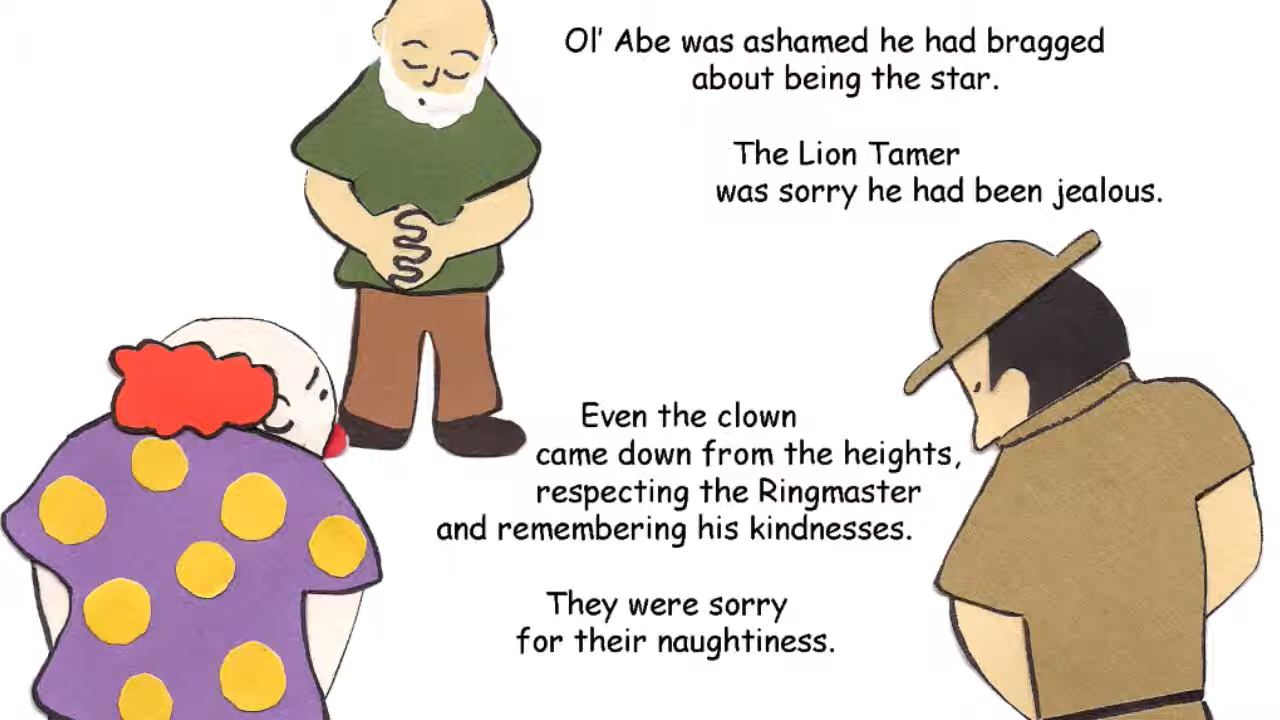 Ol' Abe was ashamed he had bragged
about being the star.
The Lion Tamer
was sorry he had been jealous.
Even the clown
came down from the heights,
respecting the Ringmaster
and remembering his kindnesses.
They were sorry
for their naughtiness.